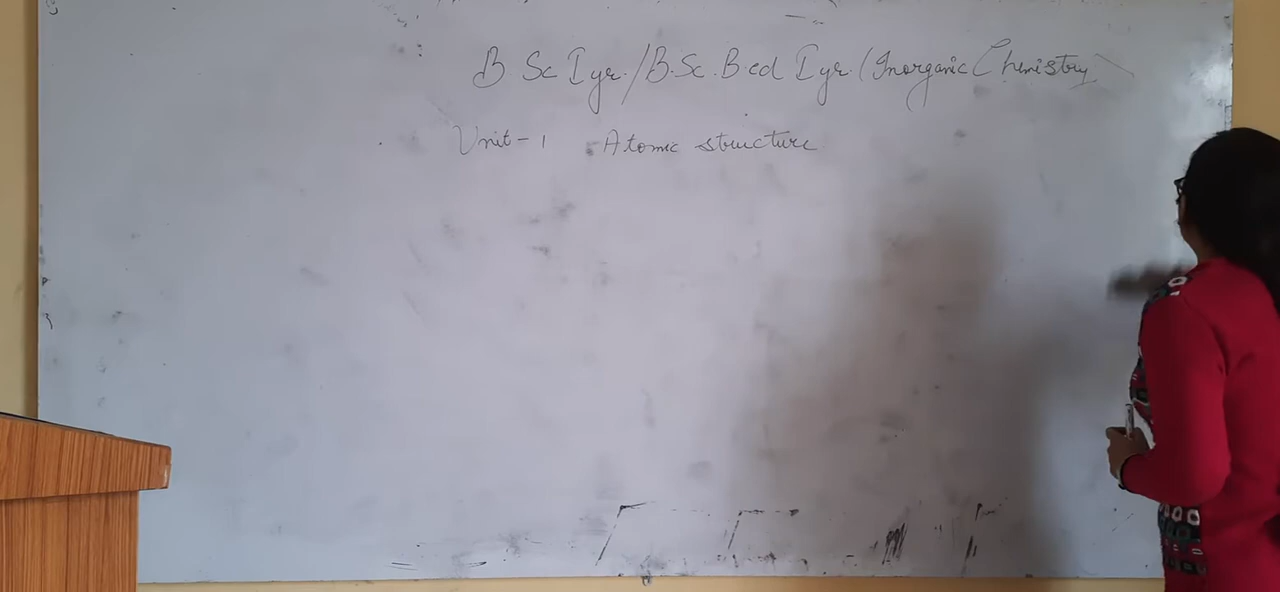 B Sc I yr. / B.Sc. B.ed I yr. (Inorganic Chemistry)
Unit - 1 Atomic structure